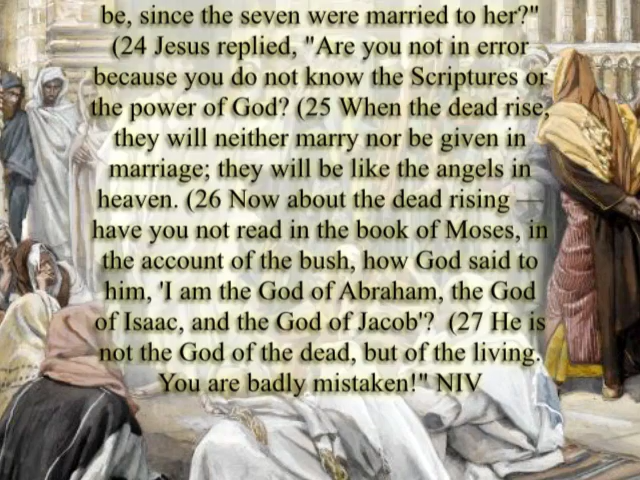 be, since the seven were married to her?"
(24 Jesus replied, "Are you not in error
because you do not know the Scriptures or
the power of God? (25 When the dead rise,
they will neither marry nor be given in
marriage; they will be like the angels in
heaven. (26 Now about the dead rising —
have you not read in the book of Moses, in
the account of the bush, how God said to
him, 'I am the God of Abraham, the God
of Isaac, and the God of Jacob'?  (27 He is
not the God of the dead, but of the living.
You are badly mistaken!" NIV